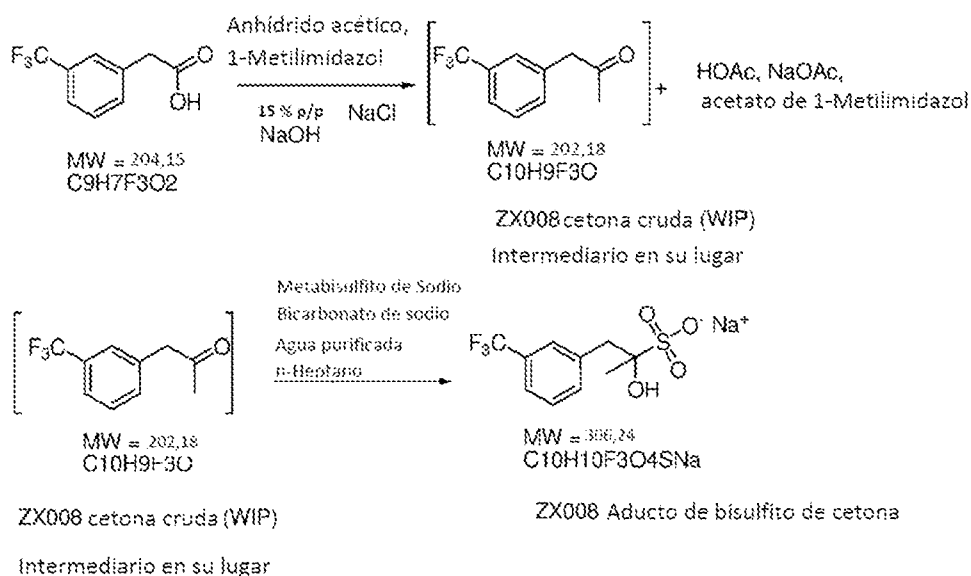 Anhídrido acético,
1-Metilimidazol
15 % p/p NaCl
NaOH
F3C
O
OH
MW = 204,15
C9H7F3O2
F3C
O
+
HOAc, NaOAc,
acetato de 1-Metilimidazol
MW = 202,18
C10H9F3O
ZX008 cetona cruda (WIP)
Intermediario en su lugar
F3C
O
MW = 202,18
C10H9F3O
ZX008 cetona cruda (WIP)
Intermediario en su lugar
Metabisulfito de Sodio
Bicarbonato de sodio
Agua purificada
n-Heptano
F3C
O
S
O- Na+
O
OH
MW = 306,24
C10H10F3O4SNa
ZX008 Aducto de bisulfito de cetona